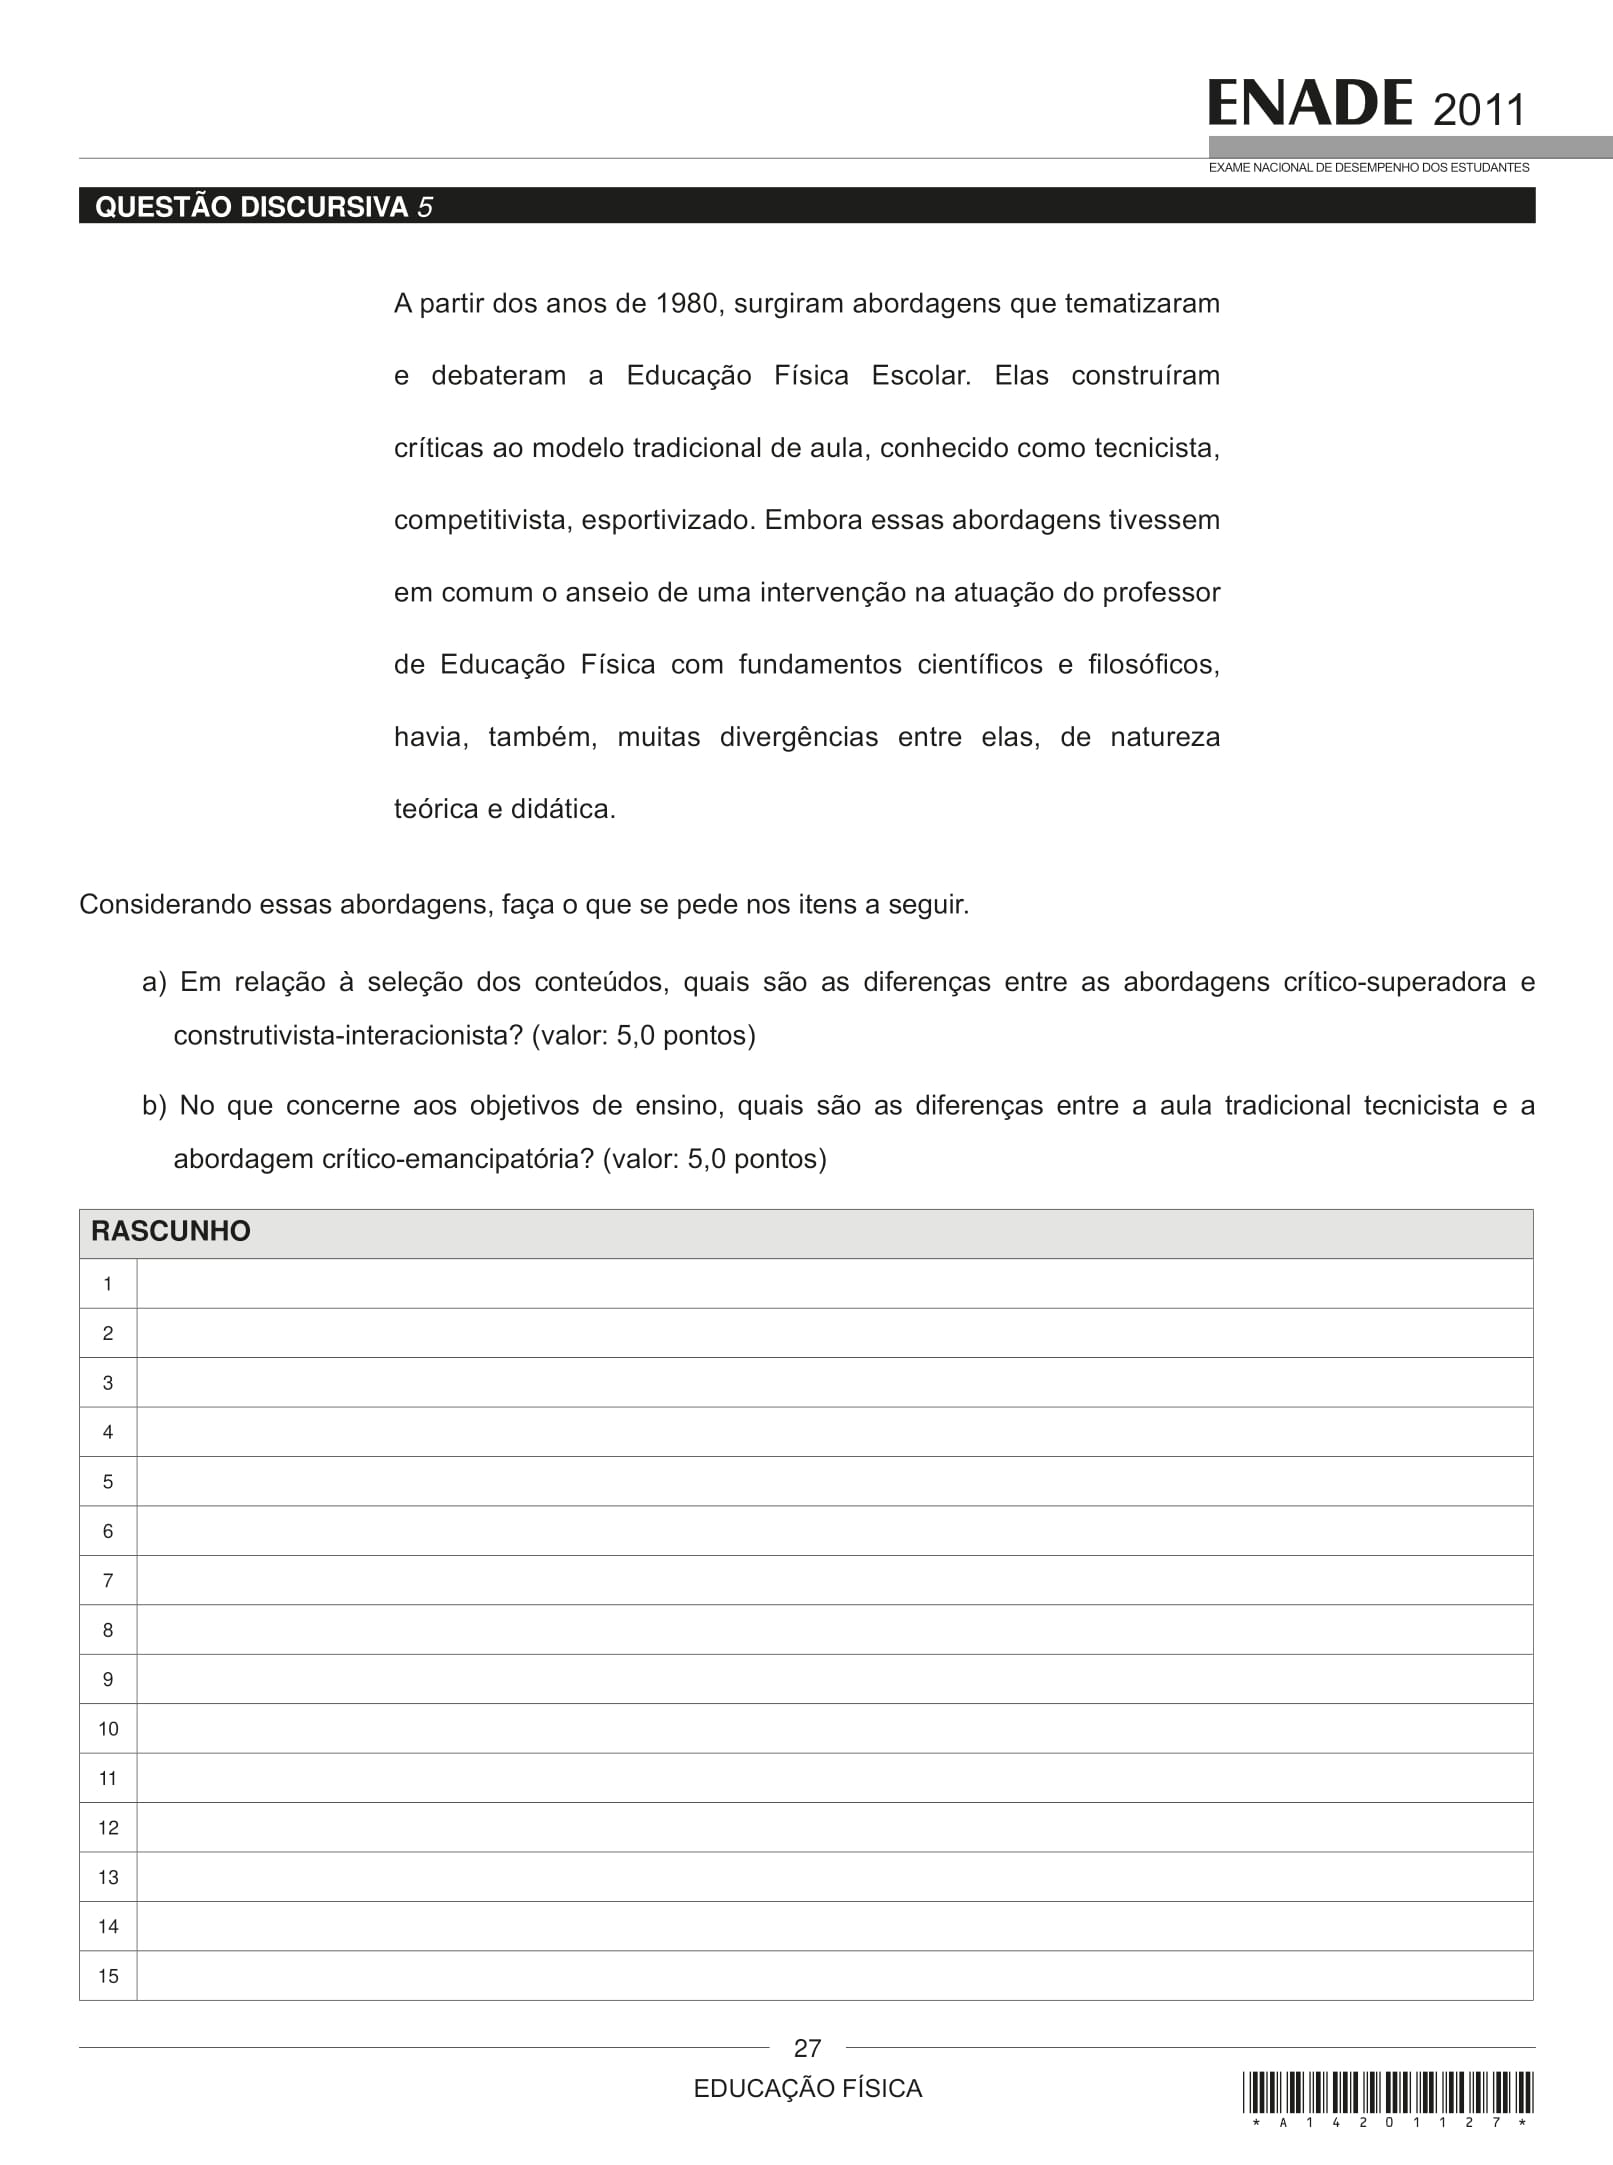 ENADE 2011
EXAME NACIONAL DE DESEMPENHO DOS ESTUDANTES
QUESTÃO DISCURSIVA 5
A partir dos anos de 1980, surgiram abordagens que tematizaram
e debateram a Educação Física Escolar. Elas construíram
críticas ao modelo tradicional de aula, conhecido como tecnicista,
competitivista, esportivizado. Embora essas abordagens tivessem
em comum o anseio de uma intervenção na atuação do professor
de Educação Física com fundamentos científicos e filosóficos,
havia, também, muitas divergências entre elas, de natureza
teórica e didática.
Considerando essas abordagens, faça o que se pede nos itens a seguir.
a) Em relação à seleção dos conteúdos, quais são as diferenças entre as abordagens crítico-superadora e
construtivista-interacionista? (valor: 5,0 pontos)
b) No que concerne aos objetivos de ensino, quais são as diferenças entre a aula tradicional tecnicista e a
abordagem crítico-emancipatória? (valor: 5,0 pontos)
RASCUNHO
1
2
3
4
5
6
7
8
9
10
11
12
13
14
15
27
EDUCAÇÃO FÍSICA
* A 1 4 2 0 1 1 2 7 *